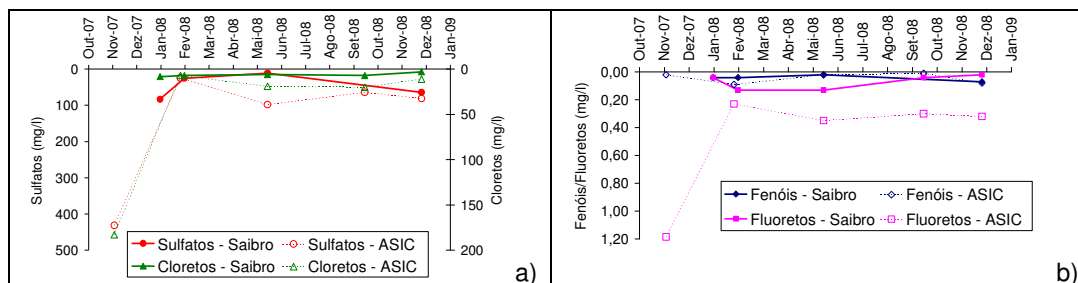 Out-07 Nov-07 Dez-07 Jan-08 Fev-08 Mar-08 Abr-08 Mai-08 Jun-08 Jul-08 Ago-08 Set-08 Out-08 Nov-08 Dez-08 Jan-09
0 100 200 300 400 500
Sulfatos (mg/l)
0 50 100 150 200
Cloretos (mg/l)
Sulfatos - Saibro Sulfatos - ASIC
Cloretos - Saibro Cloretos - ASIC
a)
Out-07 Nov-07 Dez-07 Jan-08 Fev-08 Mar-08 Abr-08 Mai-08 Jun-08 Jul-08 Ago-08 Set-08 Out-08 Nov-08 Dez-08 Jan-09
0,00 0,20 0,40 0,60 0,80 1,00 1,20
Fenóis/Fluoretos (mg/l)
Fenóis - Saibro Fenóis - ASIC
Fluoretos - Saibro Fluoretos - ASIC
b)